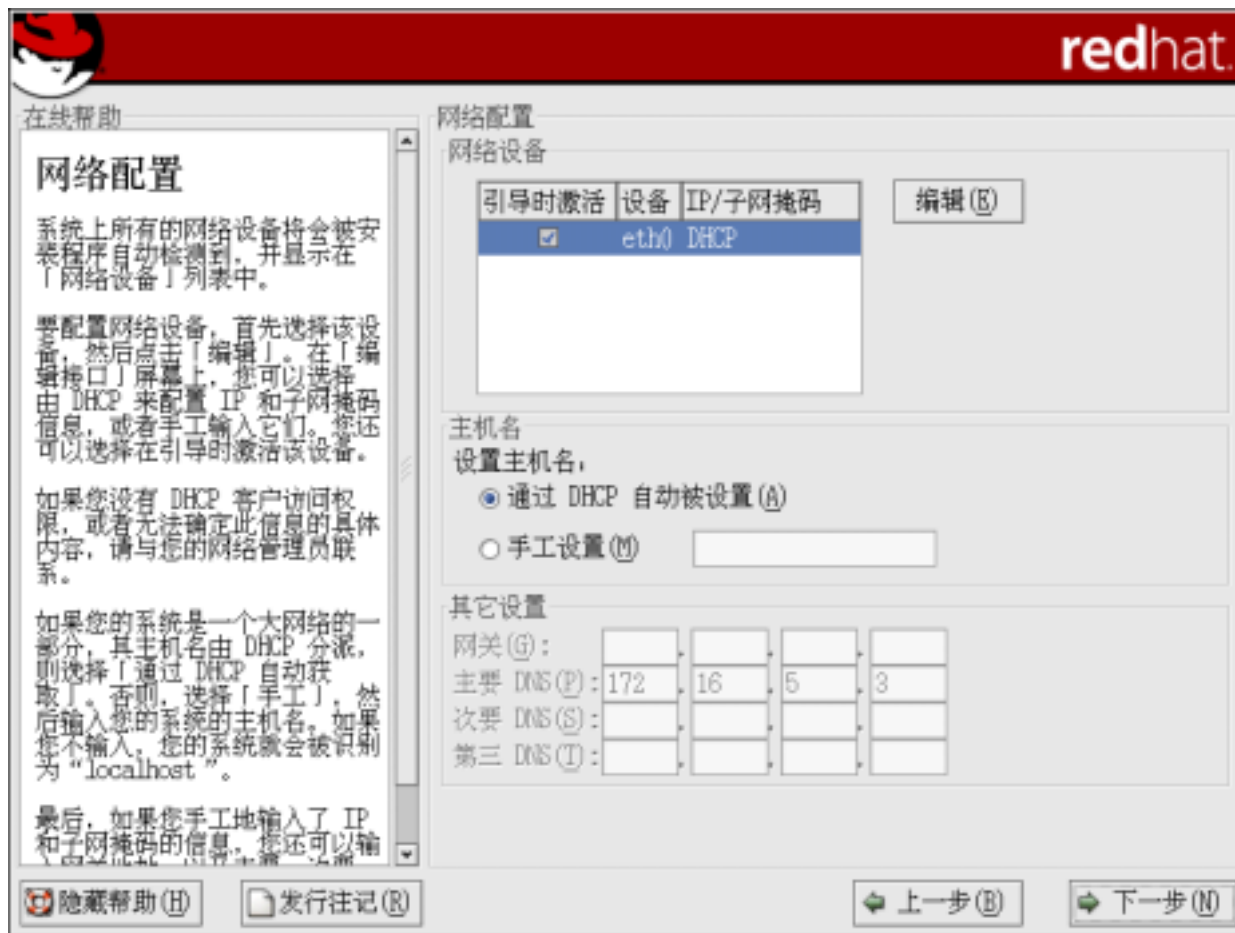 redhat.
在线帮助
网络配置
系统上所有的网络设备将会被安
装程序自动检测到，并显示在
「网络设备」列表中。
要配置网络设备，首先选择该设
备，然后点击「编辑」。在「编
辑接口」屏幕上，您可以选择
由 DHCP 来配置 IP 和子网掩码
信息，或者手工输入它们。您还
可以选择在引导时激活该设备。
如果您没有 DHCP 客户访问权
限，或者无法确定此信息的具体
内容，请与您的网络管理员联
系。
如果您的系统是一个大网络的一
部分，其主机名由 DHCP 分派，
则选择「通过 DHCP 自动获
取」。否则，选择「手工」，然
后输入您的系统的主机名。如果
您不输入，您的系统就会被识别
为“localhost ”。
最后，如果您手工地输入了 IP
和子网掩码的信息，您还可以输
网络配置
网络设备
引导时激活 设备 IP/子网掩码
eth0 DHCP
编辑(E)
主机名
设置主机名：
通过 DHCP 自动被设置(A)
手工设置(M)
其它设置
网关(G):
主要 DNS(P): 172 . 16 . 5 . 3
次要 DNS(S):
第三 DNS(T):
隐藏帮助(H)
发行注记(R)
上一步(B)
下一步(N)